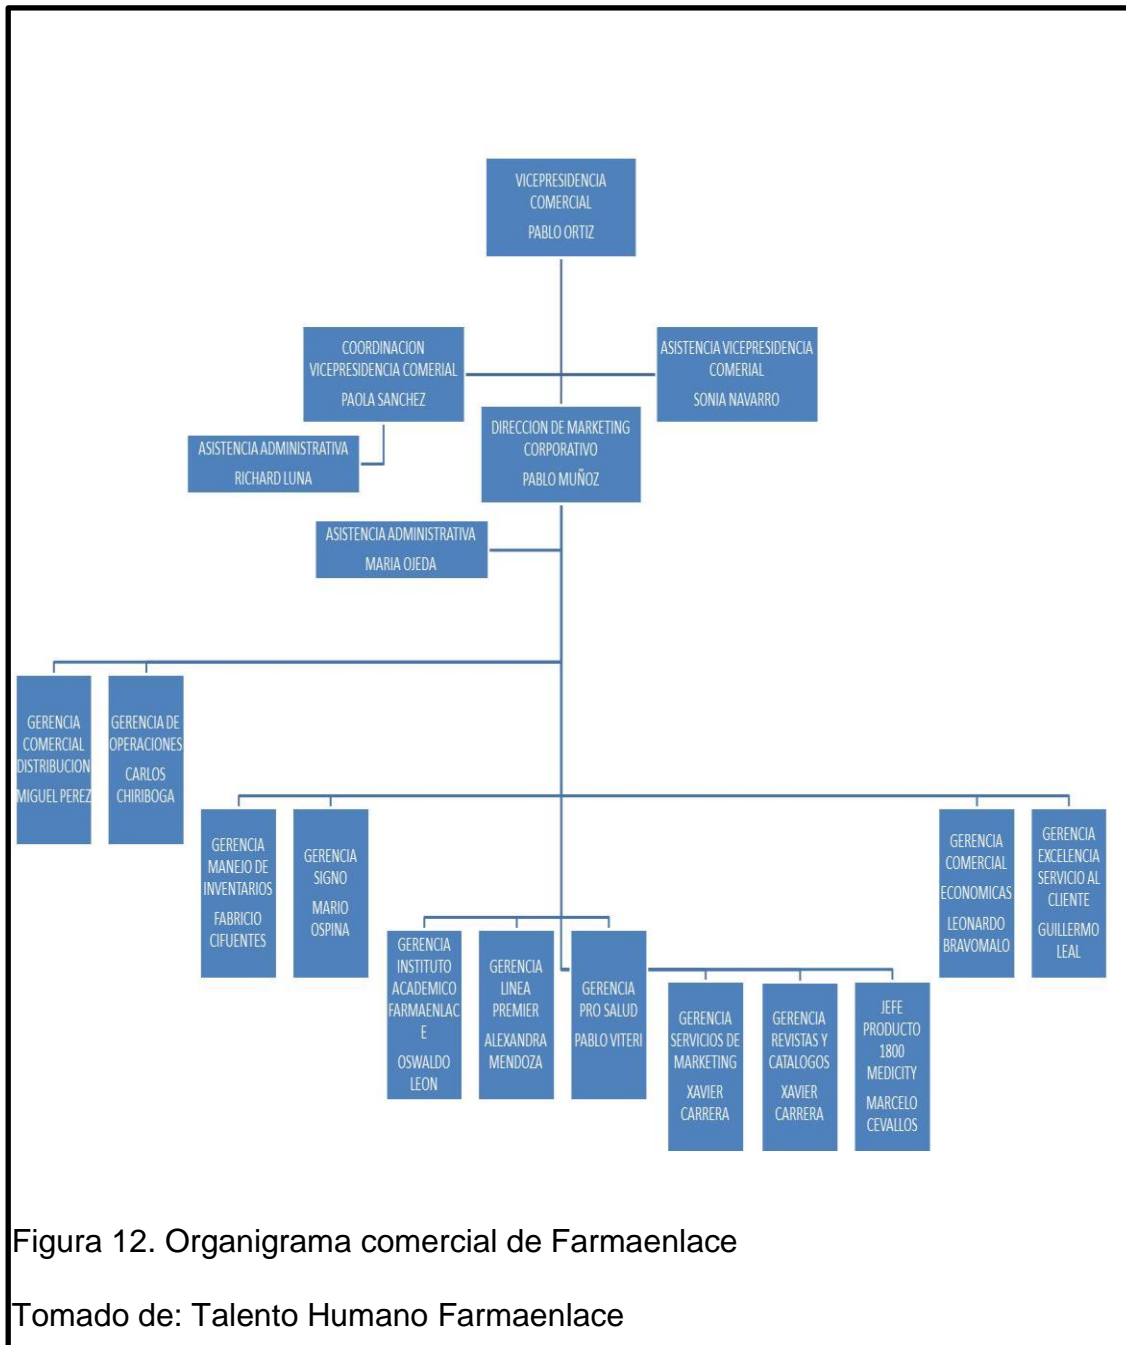 VICEPRESIDENCIA
COMERCIAL
PABLO ORTIZ
COORDINACION
VICEPRESIDENCIA COMERIAL
PAOLA SANCHEZ
ASISTENCIA VICEPRESIDENCIA
COMERIAL
SONIA NAVARRO
DIRECCION DE MARKETING
CORPORATIVO
PABLO MUÑOZ
ASISTENCIA ADMINISTRATIVA
RICHARD LUNA
ASISTENCIA ADMINISTRATIVA
MARIA OJEDA
GERENCIA
COMERCIAL
DISTRIBUCION
MIGUEL PEREZ
GERENCIA DE
OPERACIONES
CARLOS
CHIRIBOGA
GERENCIA
MANEJO DE
INVENTARIOS
FABRICIO
CIFUENTES
GERENCIA
SIGNO
MARIO
OSPINA
GERENCIA
INSTITUTO
ACADEMICO
FARMAENLAC
E
OSWALDO
LEON
GERENCIA
LINEA
PREMIER
ALEXANDRA
MENDOZA
GERENCIA
PRO SALUD
PABLO VITERI
GERENCIA
SERVICIOS DE
MARKETING
XAVIER
CARRERA
GERENCIA
REVISTAS Y
CATALOGOS
XAVIER
CARRERA
JEFE
PRODUCTO
1800
MEDICITY
MARCELO
CEVALLOS
GERENCIA
COMERCIAL
ECONOMICAS
LEONARDO
BRAVOMALO
GERENCIA
EXCELENCIA
SERVICIO AL
CLIENTE
GUILLERMO
LEAL
Figura 12. Organigrama comercial de Farmaenlace
Tomado de: Talento Humano Farmaenlace